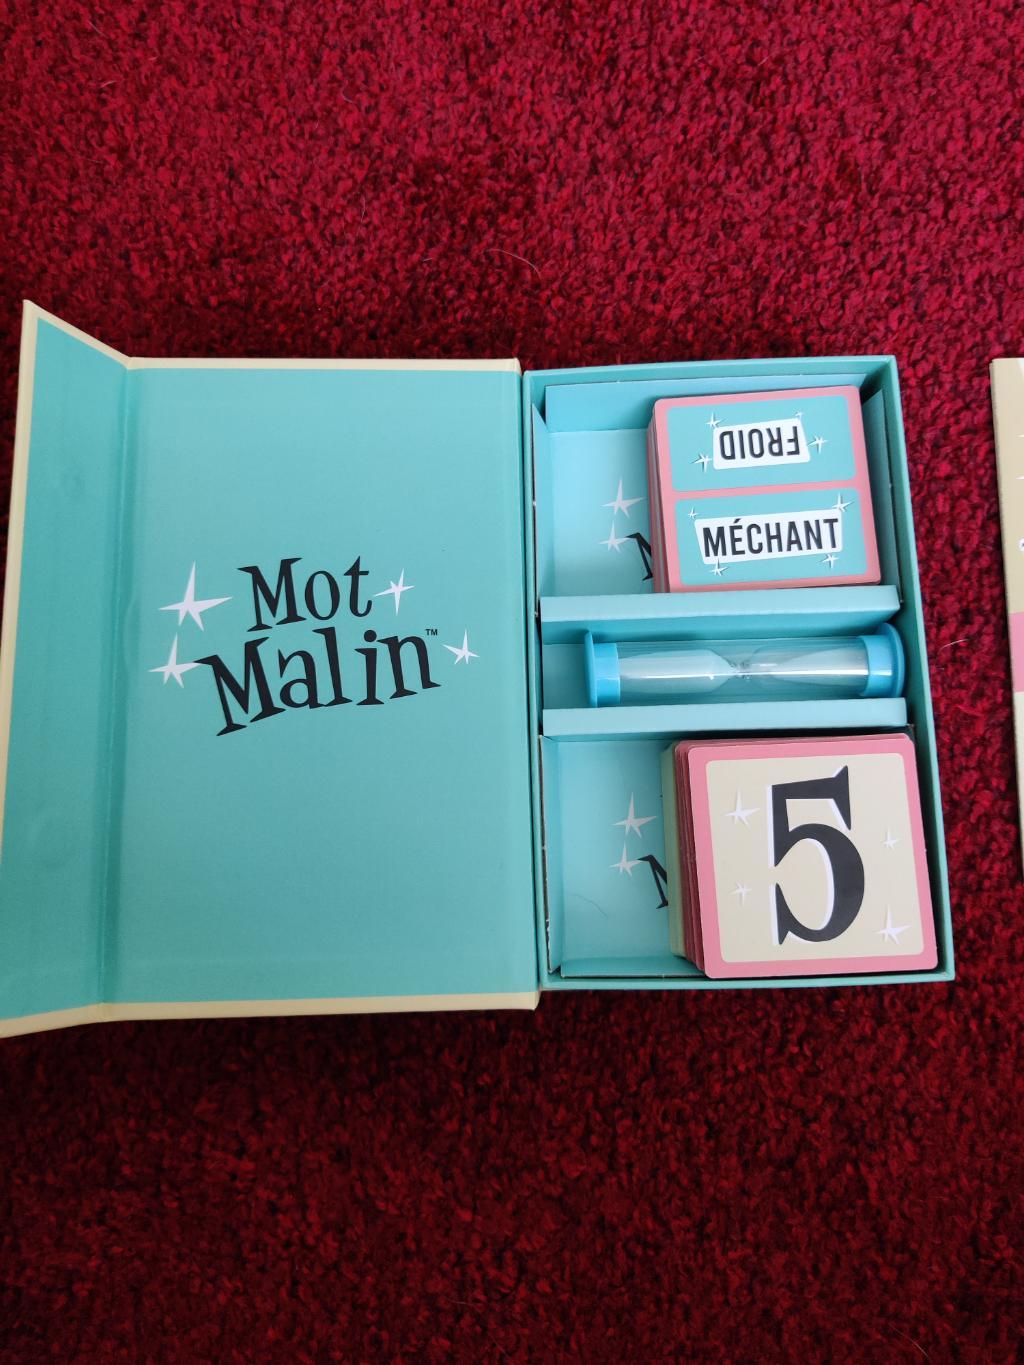 Mot
Malin™
FROID
MÉCHANT
5